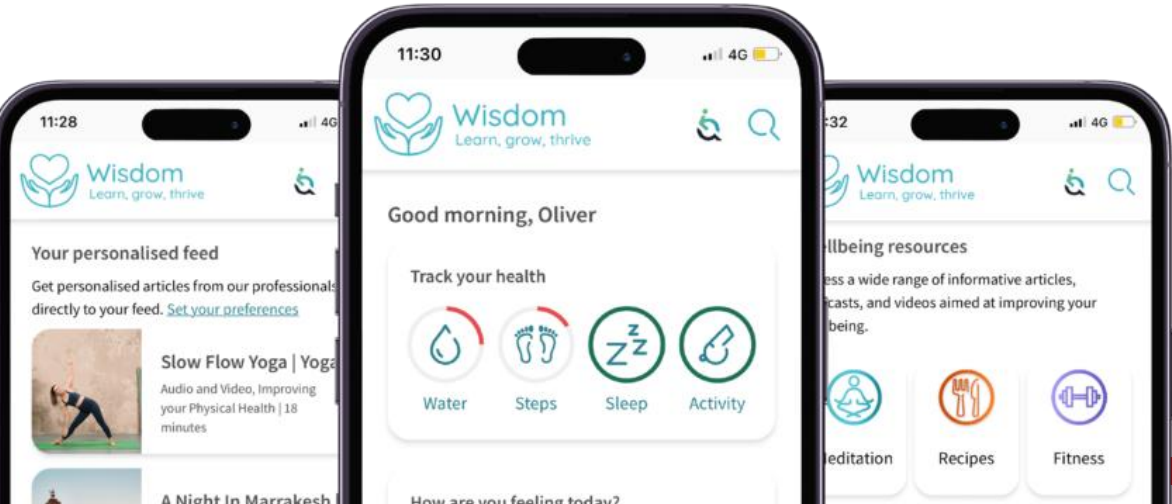 11:28
4G
Wisdom
Learn, grow, thrive
Your personalised feed
Get personalised articles from our professionals
directly to your feed. Set your preferences
Slow Flow Yoga | Yoga
Audio and Video, Improving
your Physical Health | 18
minutes
A Night In Marrakesh |
11:30
4G
Wisdom
Learn, grow, thrive
Good morning, Oliver
Track your health
Water
Steps
Sleep
Activity
How are you feeling today?
:32
4G
Wisdom
Learn, grow, thrive
llbeing resources
ess a wide range of informative articles,
casts, and videos aimed at improving your
being.
editation
Recipes
Fitness